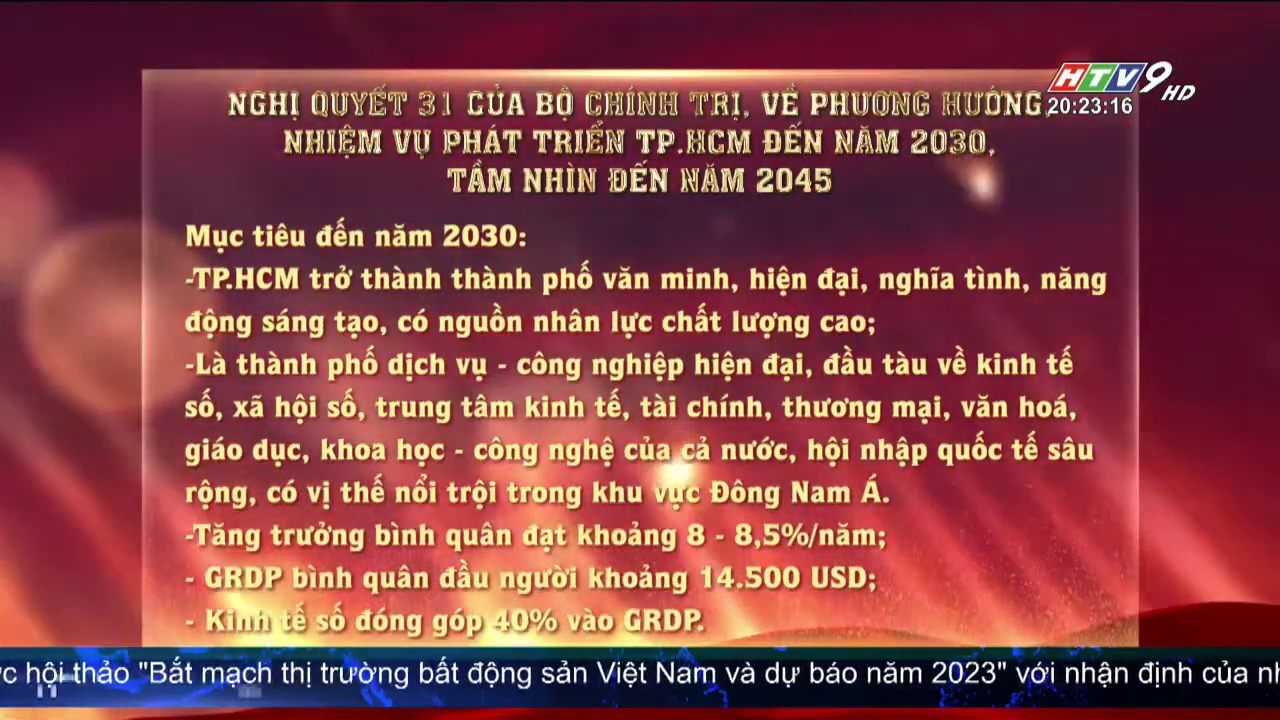 HTV9 HD
20:23:16
NGHỊ QUYẾT 31 CỦA BỘ CHÍNH TRỊ, VỀ PHƯƠNG HƯỚNG,
NHIỆM VỤ PHÁT TRIỂN TP.HCM ĐẾN NĂM 2030,
TẦM NHÌN ĐẾN NĂM 2045
Mục tiêu đến năm 2030:
-TP.HCM trở thành thành phố văn minh, hiện đại, nghĩa tình, năng
động sáng tạo, có nguồn nhân lực chất lượng cao;
-Là thành phố dịch vụ - công nghiệp hiện đại, đầu tàu về kinh tế
số, xã hội số, trung tâm kinh tế, tài chính, thương mại, văn hoá,
giáo dục, khoa học - công nghệ của cả nước, hội nhập quốc tế sâu
rộng, có vị thế nổi trội trong khu vực Đông Nam Á.
-Tăng trưởng bình quân đạt khoảng 8 - 8,5%/năm;
- GRDP bình quân đầu người khoảng 14.500 USD;
- Kinh tế số đóng góp 40% vào GRDP.
hội thảo "Bắt mạch thị trường bất động sản Việt Nam và dự báo năm 2023" với nhận định của